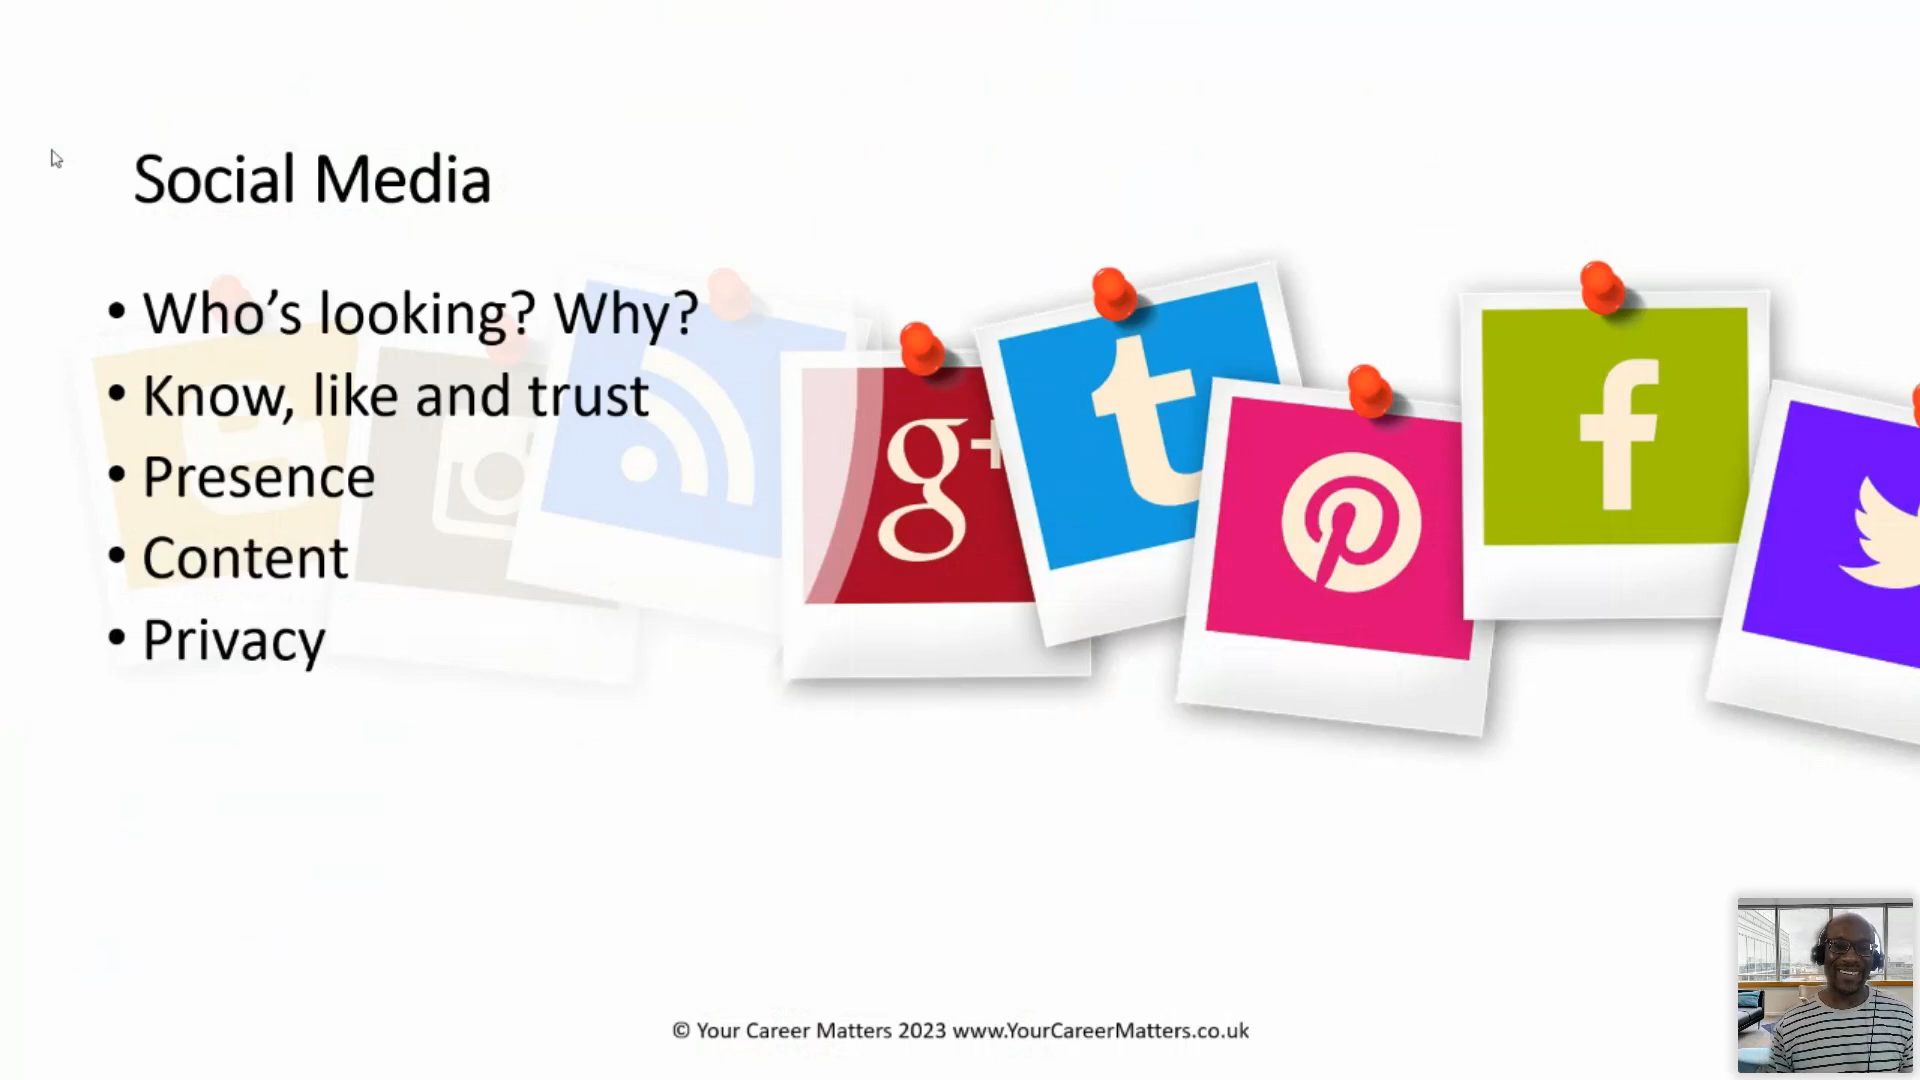 Social Media
• Who’s looking? Why?
• Know, like and trust
• Presence
• Content
• Privacy
g+
t
f
© Your Career Matters 2023 www.YourCareerMatters.co.uk